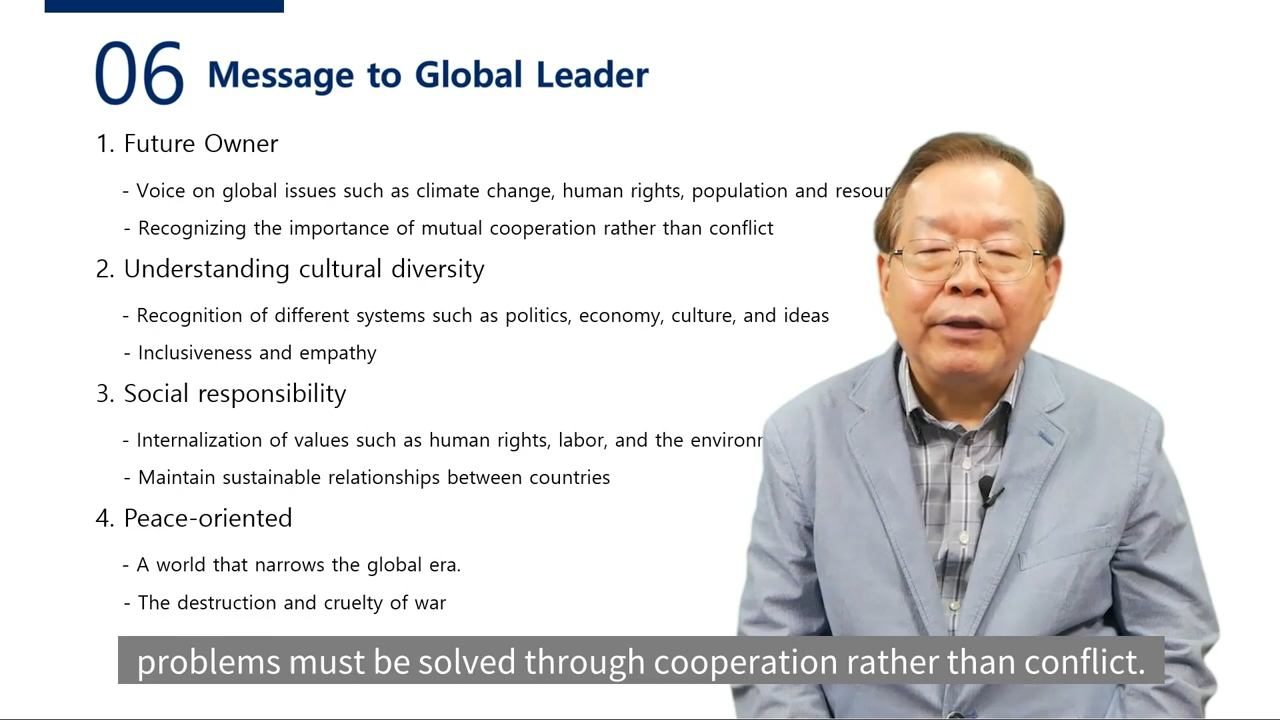 06 Message to Global Leader
1. Future Owner
- Voice on global issues such as climate change, human rights, population and
- Recognizing the importance of mutual cooperation rather than conflict
2. Understanding cultural diversity
- Recognition of different systems such as politics, economy, culture, and ideas
- Inclusiveness and empathy
3. Social responsibility
- Internalization of values such as human rights, labor, and the
- Maintain sustainable relationships between countries
4. Peace-oriented
- A world that narrows the global era.
- The destruction and cruelty of war
problems must be solved through cooperation rather than conflict.